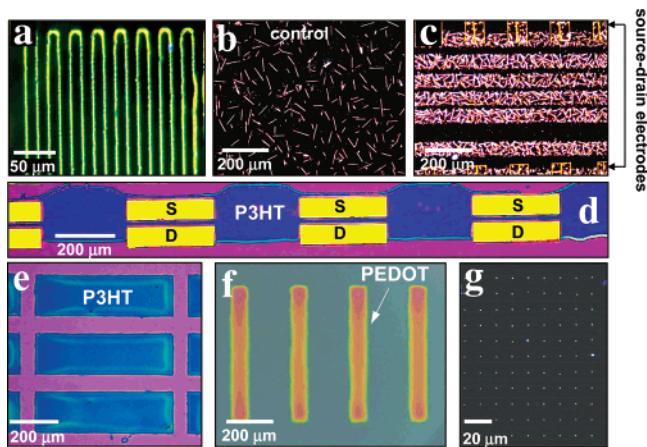 a
50 µm
b
control
200 µm
c
200 µm
source-drain electrodes
S
S
S
P3HT
d
D
D
D
200 µm
e
P3HT
200 µm
f
PEDOT
200 µm
g
20 µm